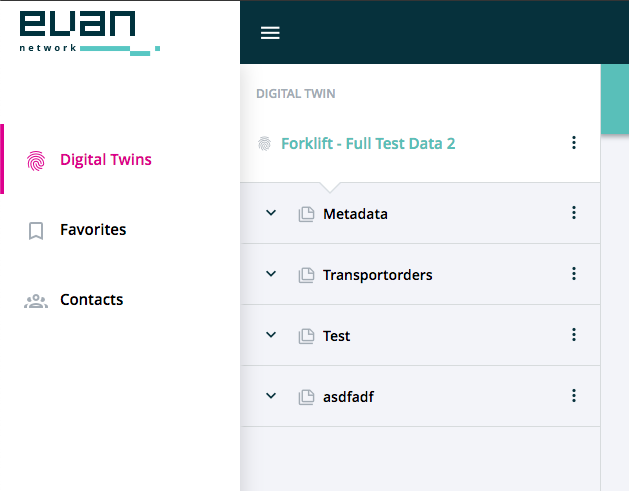 evan
network
DIGITAL TWIN
Forklift - Full Test Data 2
Digital Twins
Favorites
Contacts
Metadata
Transportorders
Test
asdfadf